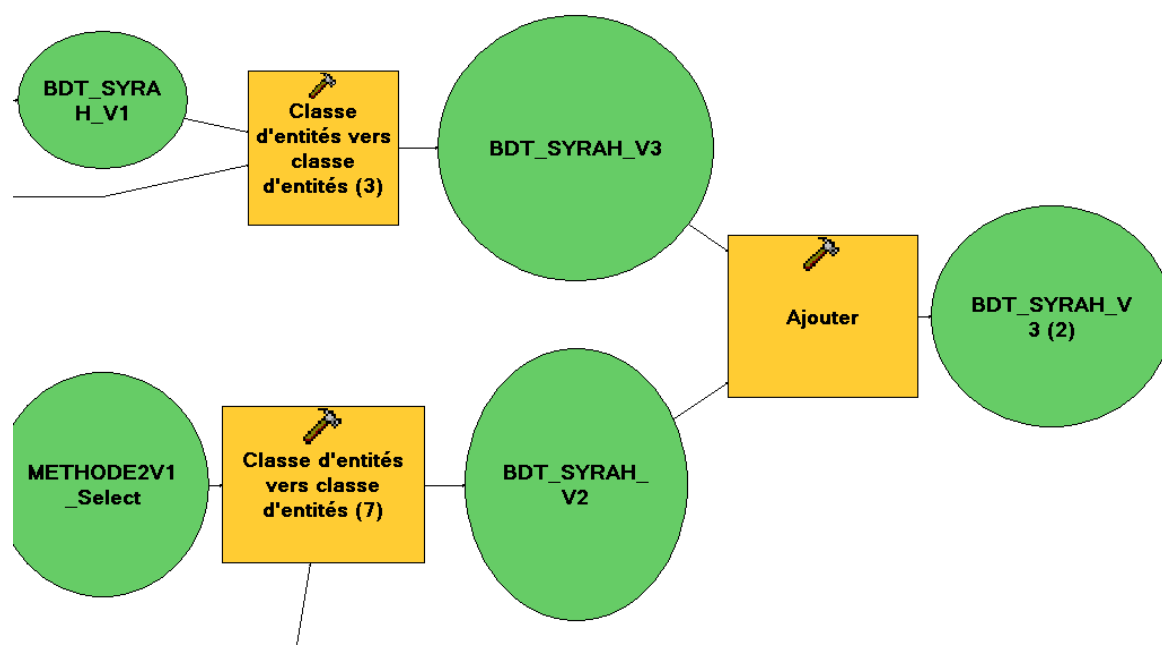 BDT_SYRA
H_V1
Classe
d'entités vers
classe
d'entités (3)
BDT_SYRAH_V3
Ajouter
BDT_SYRAH_V
3 (2)
METHODE2V1
_Select
Classe d'entités
vers classe
d'entités (7)
BDT_SYRAH_
V2